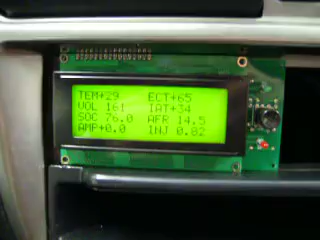 TEM+29 ECT+65
VOL 161 IAT+34
SOC 76.0 AFR 14.5
AMP+0.0 INJ 0.82